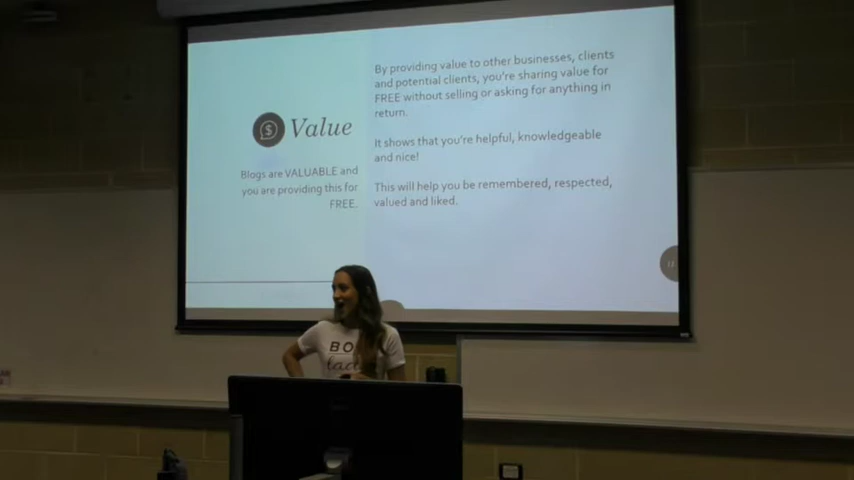 Value
Blogs are VALUABLE and
you are providing this for
FREE.
By providing value to other businesses, clients
and potential clients, you're sharing value for
FREE without selling or asking for anything in
return.
It shows that you're helpful, knowledgeable
and nice!
This will help you be remembered, respected,
valued and liked.
$
BO